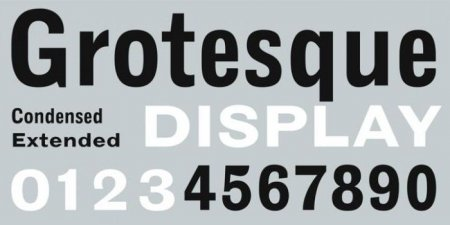 Grotesque
Condensed
Extended
DISPLAY
01234567890